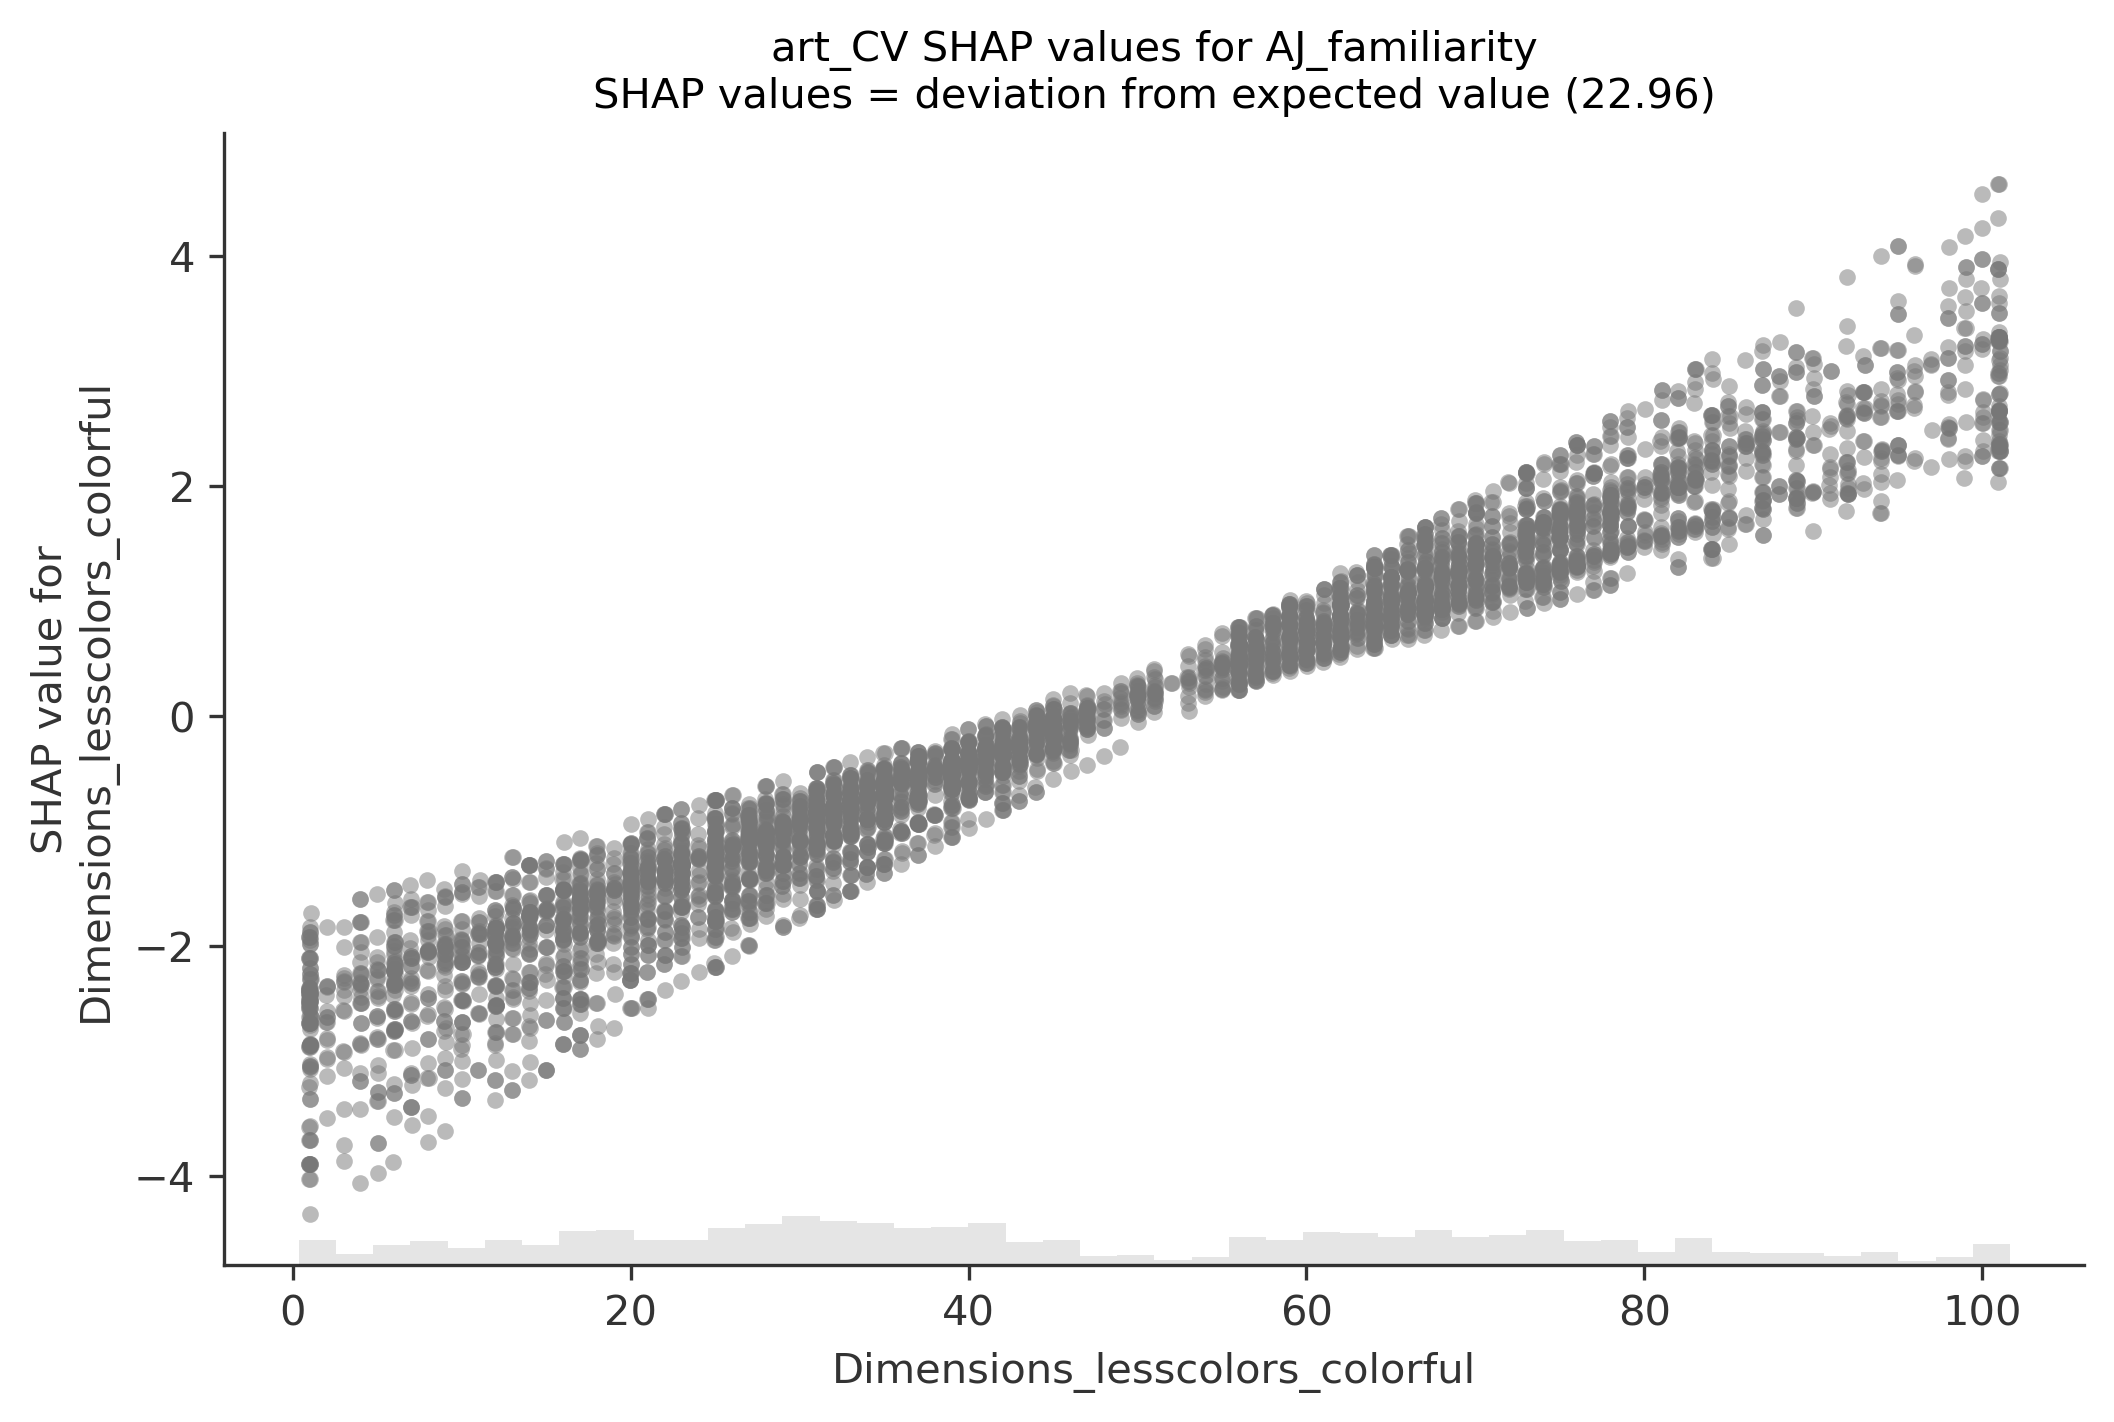 art_CV SHAP values for AJ_familiarity
SHAP values = deviation from expected value (22.96)
SHAP value for
Dimensions_lesscolors_colorful
4
2
0
−2
−4
0
20
40
60
80
100
Dimensions_lesscolors_colorful